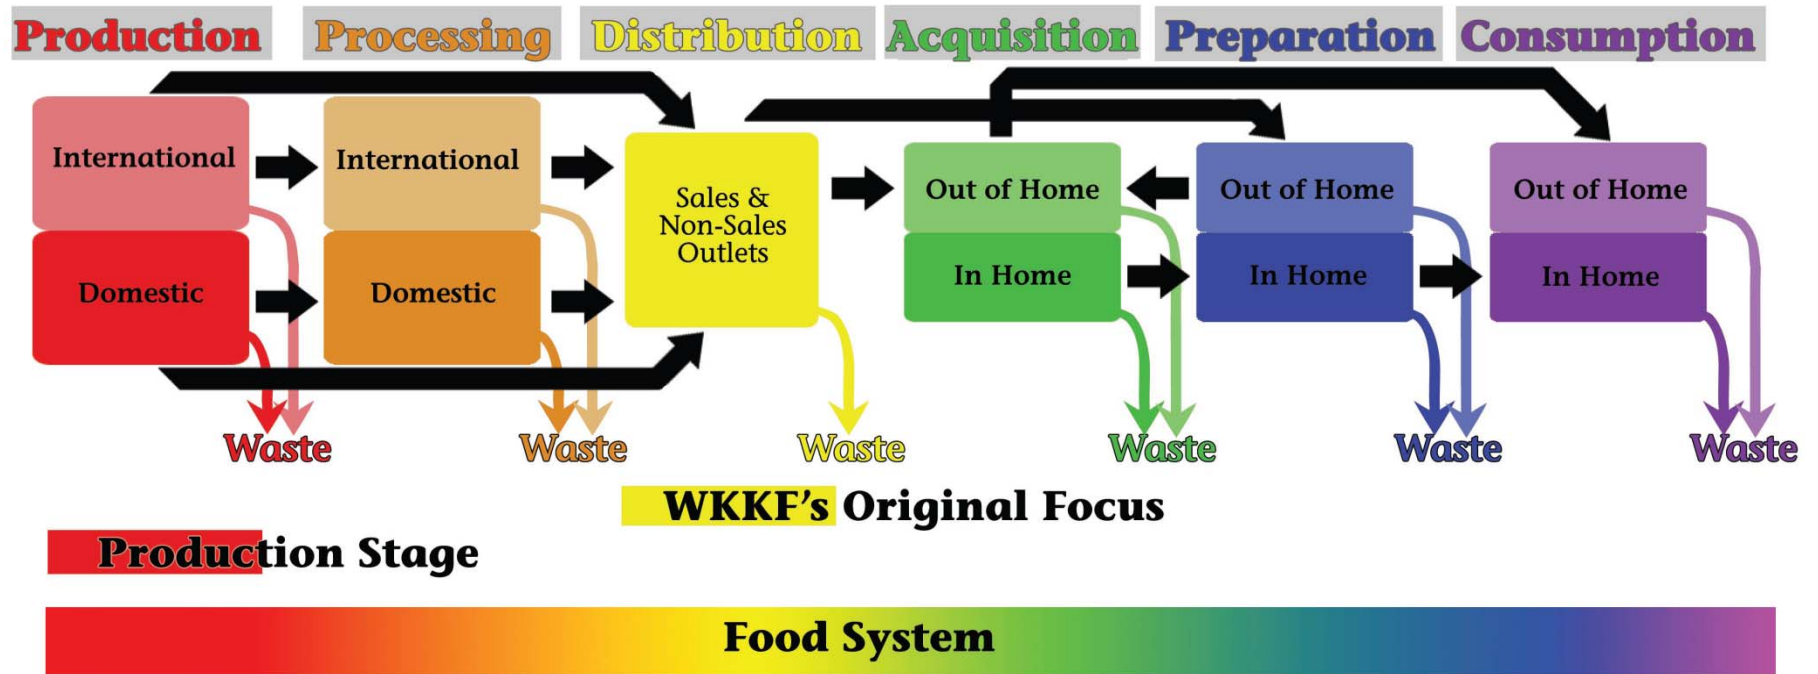 Production Processing Distribution Acquisition Preparation Consumption
International
International
Sales &
Non-Sales
Outlets
Out of Home
Out of Home
Out of Home
Domestic
Domestic
In Home
In Home
In Home
Waste Waste Waste Waste Waste Waste
WKKF's Original Focus
Production Stage
Food System